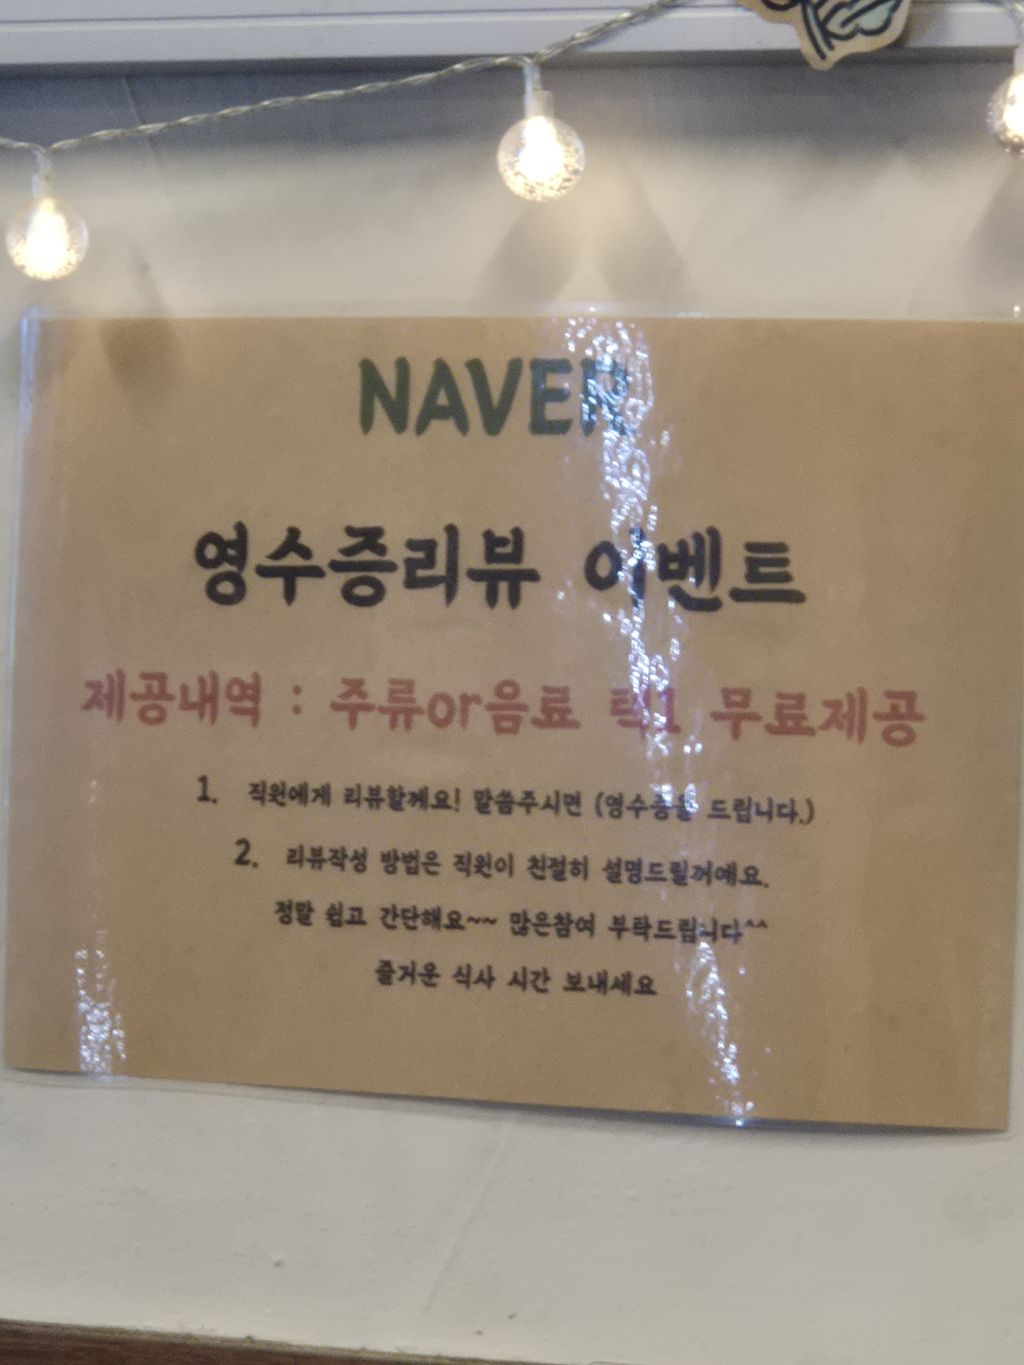 NAVER
영수증리뷰 이벤트
제공내역 : 주류or음료 택1 무료제공
1. 직원에게 리뷰할께요! 말씀주시면 (영수증을 드립니다.)
2. 리뷰작성 방법은 직원이 친절히 설명드릴꺼예요.
정말 쉽고 간단해요~~ 많은참여 부탁드립니다^^
즐거운 식사 시간 보내세요